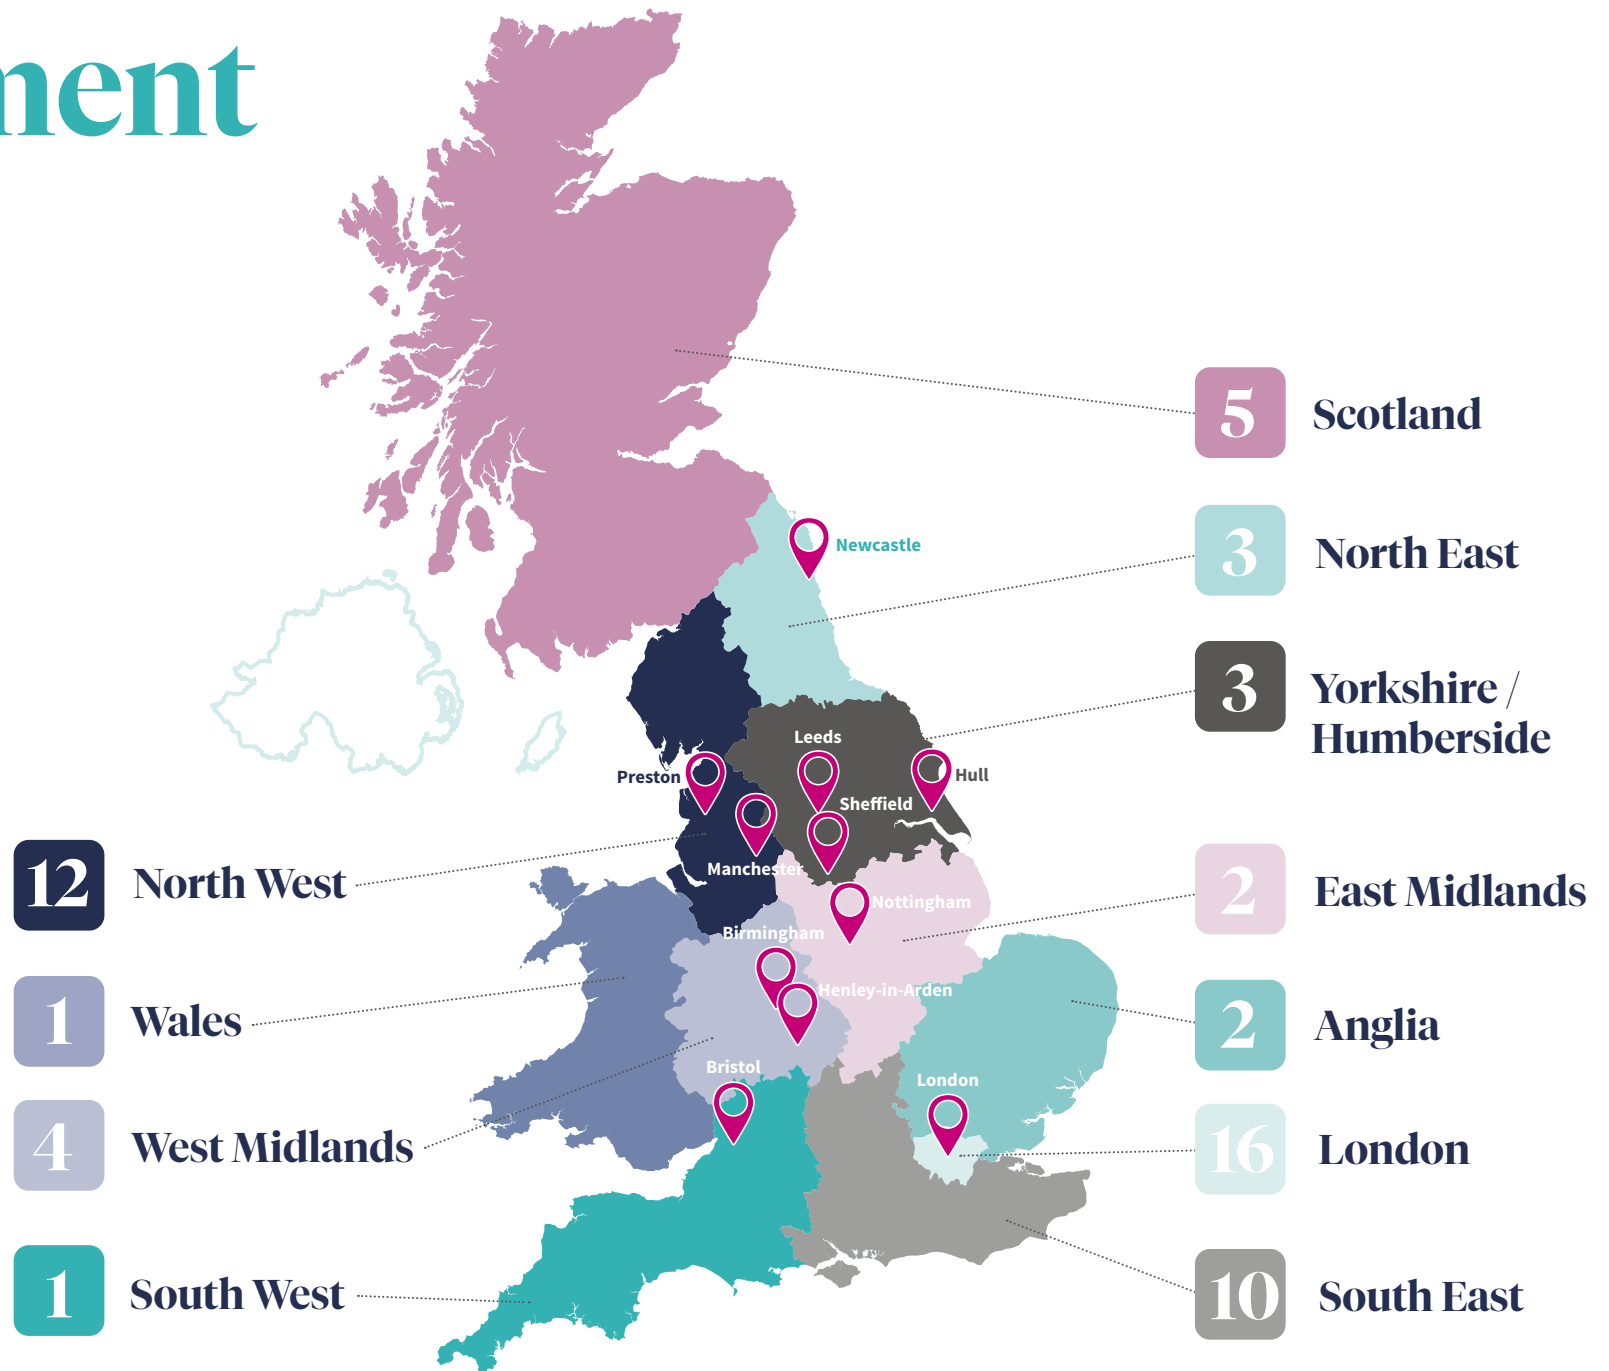 ment
5 Scotland
3 North East
Newcastle
3 Yorkshire /
Humberside
Leeds
Preston
Hull
Sheffield
12 North West
Manchester
2 East Midlands
Nottingham
Birmingham
Henley-in-Arden
1 Wales
2 Anglia
Bristol
London
4 West Midlands
16 London
1 South West
10 South East